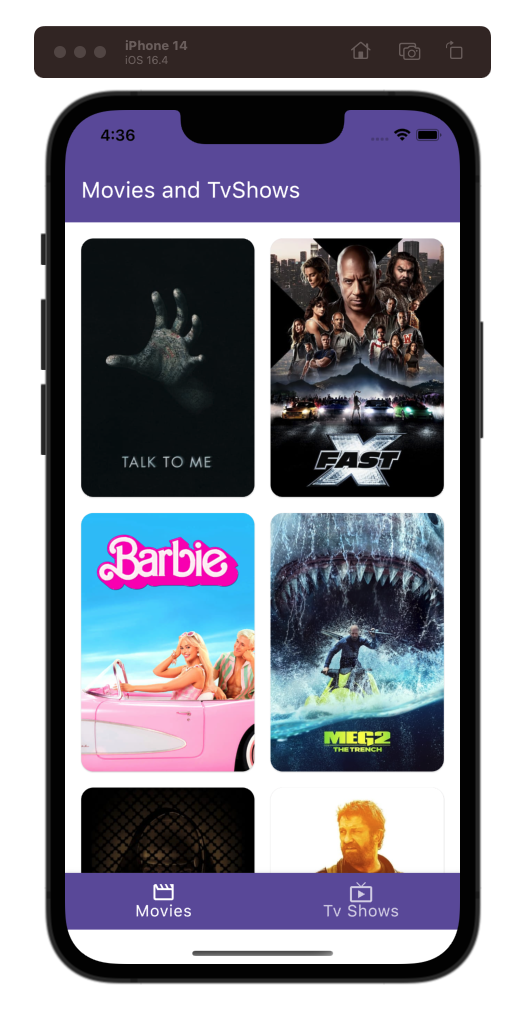 iPhone 14
iOS 16.4
4:36
Movies and TvShows
TALK TO ME
FAST
X
Barbie
MEG2
THE TRENCH
Movies
Tv Shows